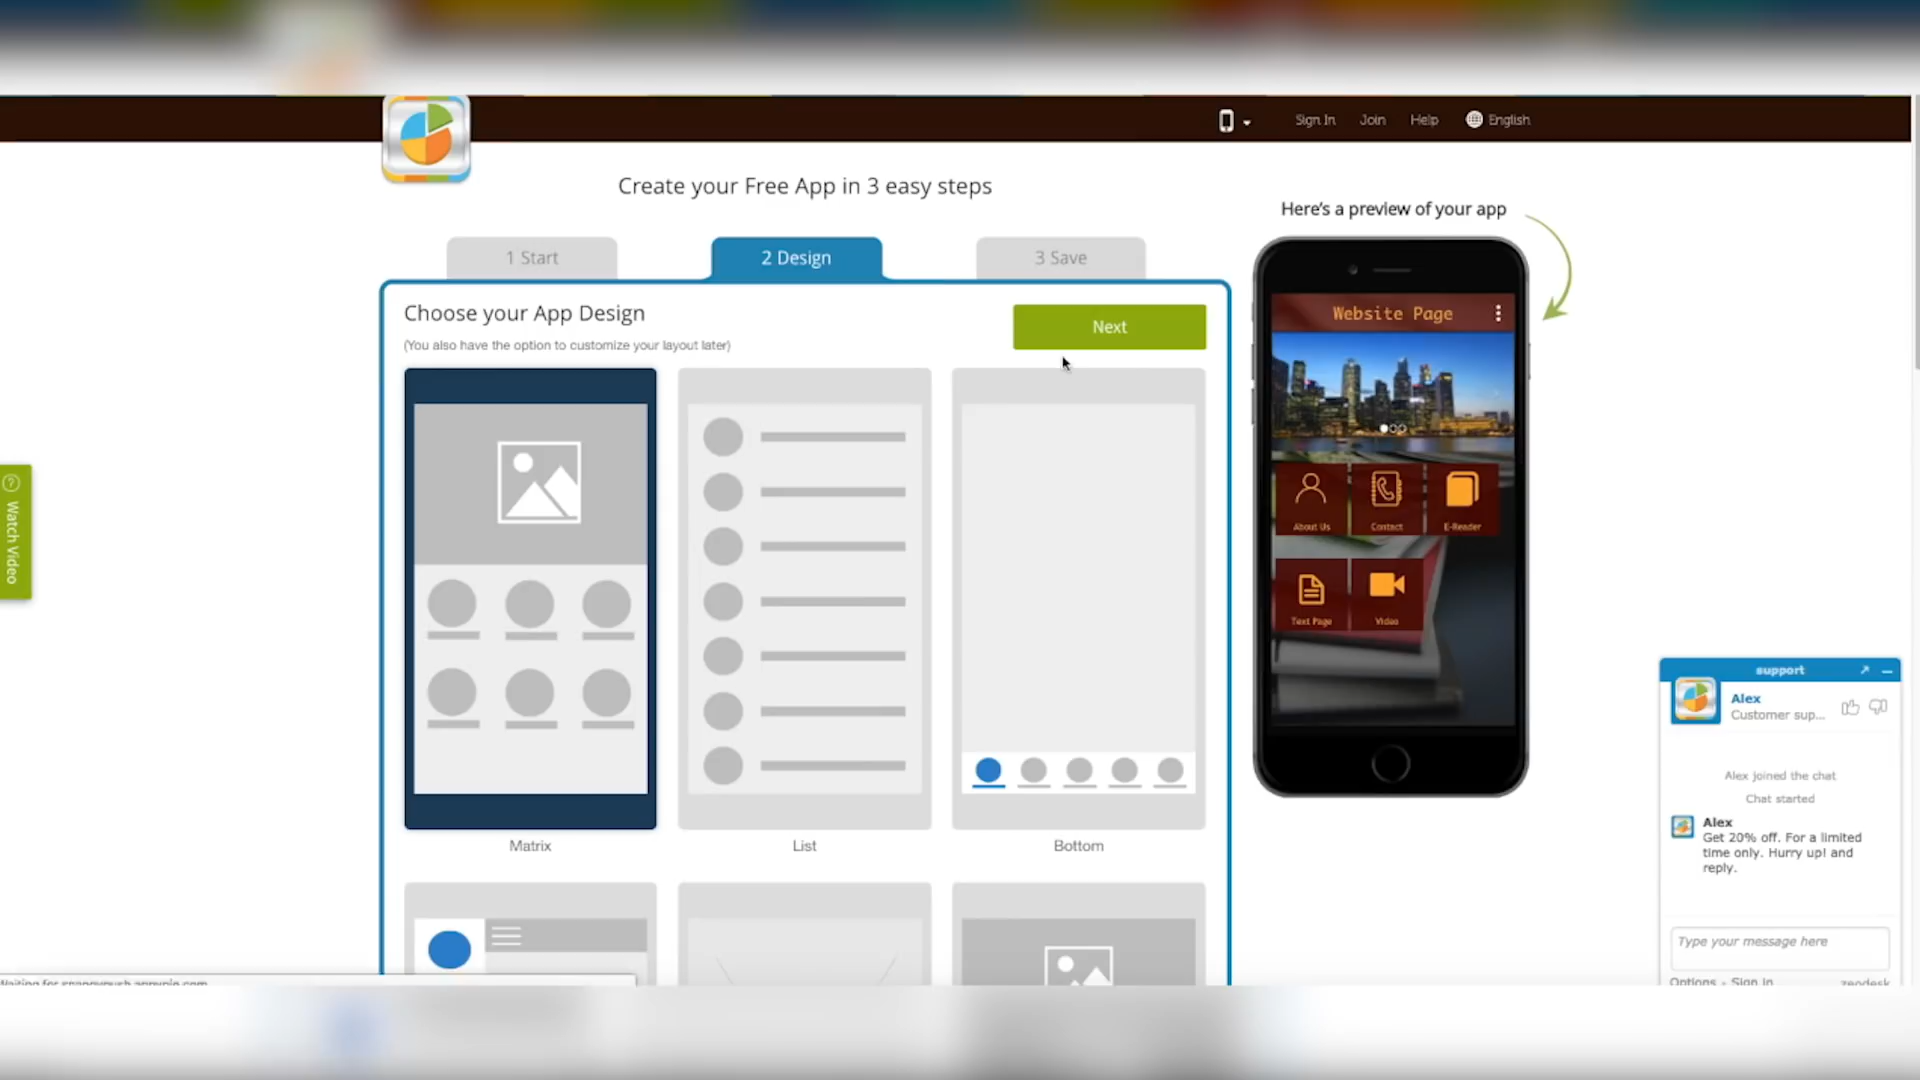 Sign In Join Help English
Create your Free App in 3 easy steps
Here's a preview of your app
1 Start
2 Design
3 Save
Choose your App Design
(You also have the option to customize your layout later)
Next
Website Page
About Us
Contact
E-Reader
Text Page
Video
Watch Video
Matrix
List
Bottom
support
Alex
Customer sup...
Alex joined the chat
Chat started
Alex
Get 20% off. For a limited
time only. Hurry up! and
reply.
Type your message here
Options - Sign In
zendesk